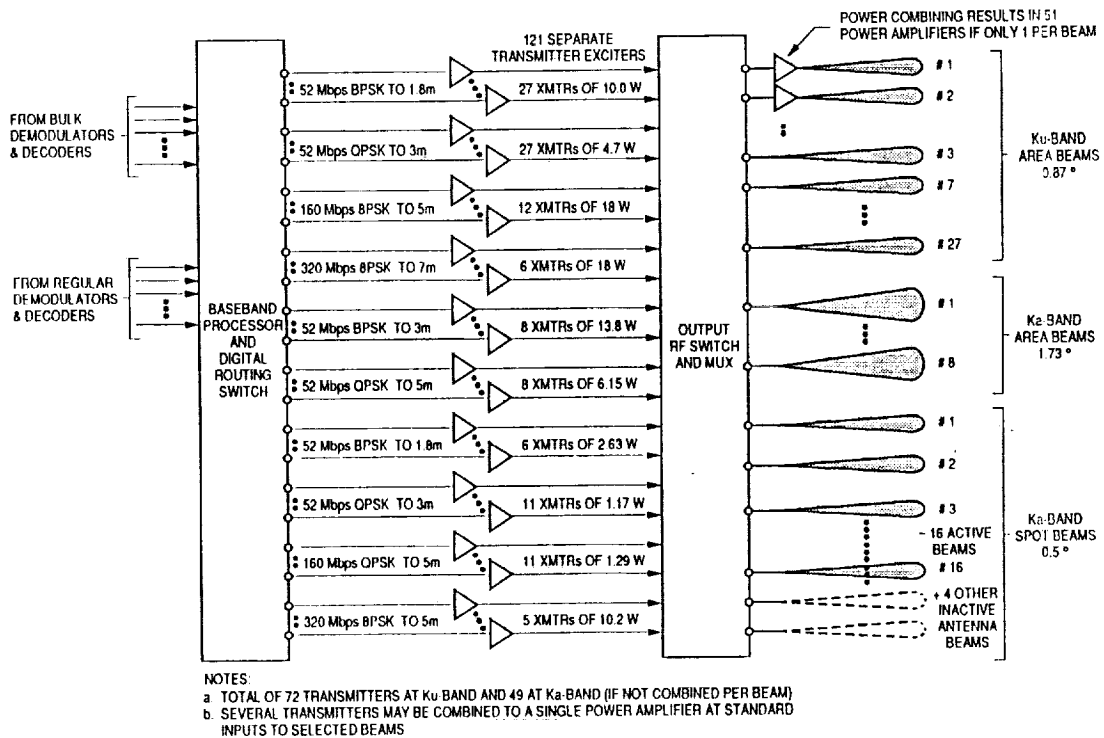 POWER COMBINING RESULTS IN 51
POWER AMPLIFIERS IF ONLY 1 PER BEAM
121 SEPARATE
TRANSMITTER EXCITERS
FROM BULK
DEMODULATORS
& DECODERS
FROM REGULAR
DEMODULATORS
& DECODERS
BASEBAND
PROCESSOR
AND
DIGITAL
ROUTING
SWITCH
52 Mbps BPSK TO 1.8m
27 XMTRS OF 10.0 W
52 Mbps QPSK TO 3m
27 XMTRS OF 4.7 W
160 Mbps 8PSK TO 5m
12 XMTRs OF 18 W
320 Mbps 8PSK TO 7m
6 XMTRs OF 18 W
52 Mbps BPSK TO 3m
8 XMTRs OF 13.8 W
52 Mbps QPSK TO 5m
8 XMTRs OF 6.15 W
52 Mbps BPSK TO 1.8m
6 XMTRs OF 2.63 W
52 Mbps QPSK TO 3m
11 XMTRs OF 1.17 W
160 Mbps QPSK TO 5m
11 XMTRs OF 1.29 W
320 Mbps 8PSK TO 5m
5 XMTRs OF 10.2 W
OUTPUT
RF SWITCH
AND MUX
# 1
# 2
# 3
# 7
# 27
Ku-BAND
AREA BEAMS
0.87 °
# 1
# 8
Ka-BAND
AREA BEAMS
1.73 °
# 1
# 2
# 3
~ 16 ACTIVE
BEAMS
# 16
+ 4 OTHER
INACTIVE
ANTENNA
BEAMS
Ka-BAND
SPOT BEAMS
0.5 °
NOTES:
a. TOTAL OF 72 TRANSMITTERS AT Ku-BAND AND 49 AT Ka-BAND (IF NOT COMBINED PER BEAM)
b. SEVERAL TRANSMITTERS MAY BE COMBINED TO A SINGLE POWER AMPLIFIER AT STANDARD
INPUTS TO SELECTED BEAMS